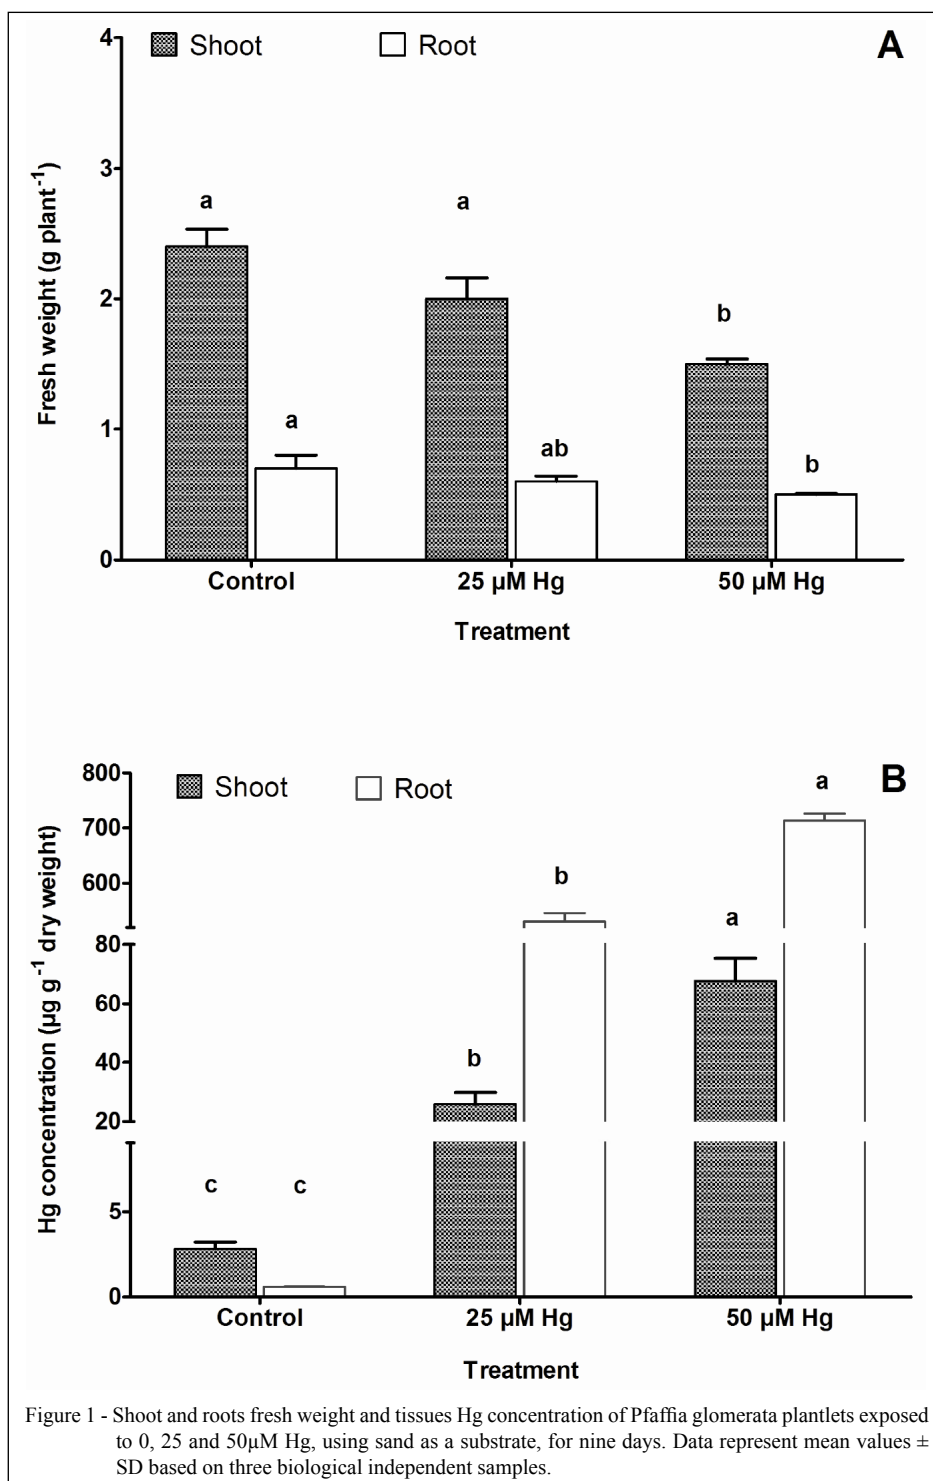 Shoot Root A
4
3
2
1
0
Fresh weight (g plant⁻¹)
a
a
a
ab
b
b
Control 25 µM Hg 50 µM Hg
Treatment
Shoot Root B
800
700
600
80
60
40
20
5
0
Hg concentration (µg g⁻¹ dry weight)
c
c
b
b
a
a
Control 25 µM Hg 50 µM Hg
Treatment
Figure 1 - Shoot and roots fresh weight and tissues Hg concentration of Pfaffia glomerata plantlets exposed
to 0, 25 and 50µM Hg, using sand as a substrate, for nine days. Data represent mean values ±
SD based on three biological independent samples.